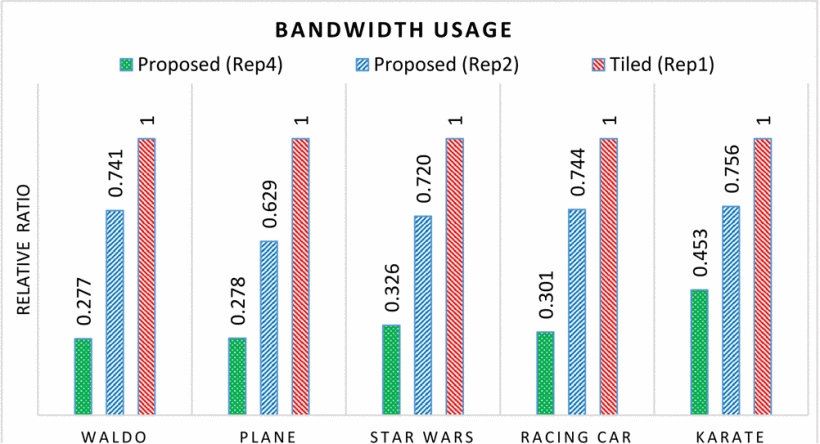 BANDWIDTH USAGE
Proposed (Rep4) Proposed (Rep2) Tiled (Rep1)
RELATIVE RATIO
0.277 0.741 1 0.278 0.629 1 0.326 0.720 1 0.301 0.744 1 0.453 0.756 1
WALDO PLANE STAR WARS RACING CAR KARATE